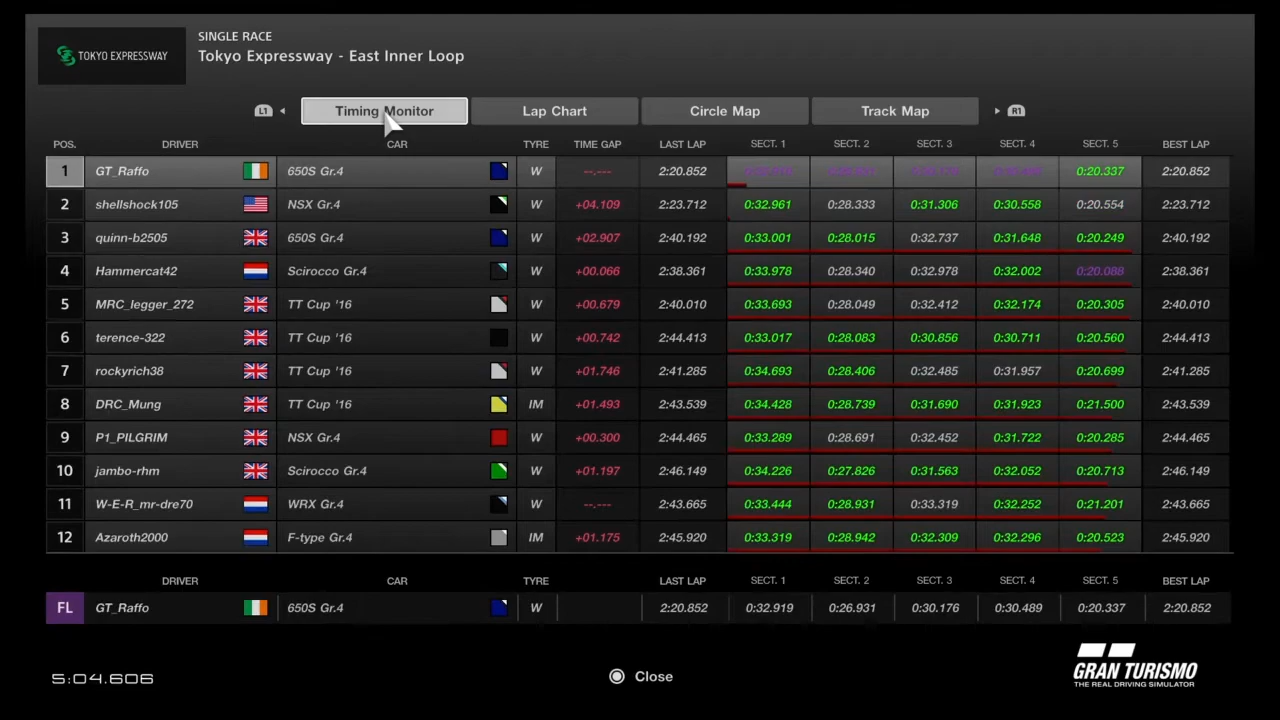 TOKYO EXPRESSWAY
SINGLE RACE
Tokyo Expressway - East Inner Loop
L1 Timing Monitor Lap Chart Circle Map Track Map R1
POS. DRIVER CAR TYRE TIME GAP LAST LAP SECT. 1 SECT. 2 SECT. 3 SECT. 4 SECT. 5 BEST LAP
1 GT_Raffo 650S Gr.4 W --.--- 2:20.852 0:20.337 2:20.852
2 shellshock105 NSX Gr.4 W +04.109 2:23.712 0:32.961 0:28.333 0:31.306 0:30.558 0:20.554 2:23.712
3 quinn-b2505 650S Gr.4 W +02.907 2:40.192 0:33.001 0:28.015 0:32.737 0:31.648 0:20.249 2:40.192
4 Hammercat42 Scirocco Gr.4 W +00.066 2:38.361 0:33.978 0:28.340 0:32.978 0:32.002 0:20.088 2:38.361
5 MRC_legger_272 TT Cup '16 W +00.679 2:40.010 0:33.693 0:28.049 0:32.412 0:32.174 0:20.305 2:40.010
6 terence-322 TT Cup '16 W +00.742 2:44.413 0:33.017 0:28.083 0:30.856 0:30.711 0:20.560 2:44.413
7 rockyrich38 TT Cup '16 W +01.746 2:41.285 0:34.693 0:28.406 0:32.485 0:31.957 0:20.699 2:41.285
8 DRC_Mung TT Cup '16 IM +01.493 2:43.539 0:34.428 0:28.739 0:31.690 0:31.923 0:21.500 2:43.539
9 P1_PILGRIM NSX Gr.4 W +00.300 2:44.465 0:33.289 0:28.691 0:32.452 0:31.722 0:20.285 2:44.465
10 jambo-rhm Scirocco Gr.4 W +01.197 2:46.149 0:34.226 0:27.826 0:31.563 0:32.052 0:20.713 2:46.149
11 W-E-R_mr-dre70 WRX Gr.4 W --.--- 2:43.665 0:33.444 0:28.931 0:33.319 0:32.252 0:21.201 2:43.665
12 Azaroth2000 F-type Gr.4 IM +01.175 2:45.920 0:33.319 0:28.942 0:32.309 0:32.296 0:20.523 2:45.920
DRIVER CAR TYRE LAST LAP SECT. 1 SECT. 2 SECT. 3 SECT. 4 SECT. 5 BEST LAP
FL GT_Raffo 650S Gr.4 W 2:20.852 0:32.919 0:26.931 0:30.176 0:30.489 0:20.337 2:20.852
5:04.606
Close
GRAN TURISMO
THE REAL DRIVING SIMULATOR